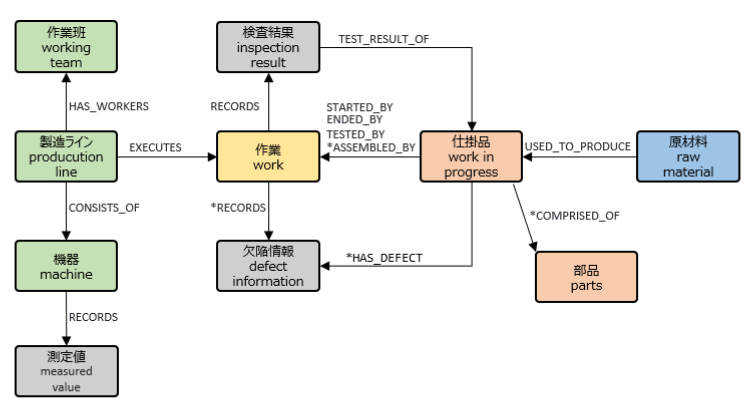 作業班
working
team
検査結果
inspection
result
TEST_RESULT_OF
HAS_WORKERS
RECORDS
STARTED_BY
ENDED_BY
TESTED_BY
*ASSEMBLED_BY
製造ライン
producution
line
EXECUTES
作業
work
仕掛品
work in
progress
USED_TO_PRODUCE
原材料
raw
material
CONSISTS_OF
*RECORDS
*COMPRISED_OF
機器
machine
欠陥情報
defect
information
*HAS_DEFECT
部品
parts
RECORDS
測定値
measured
value